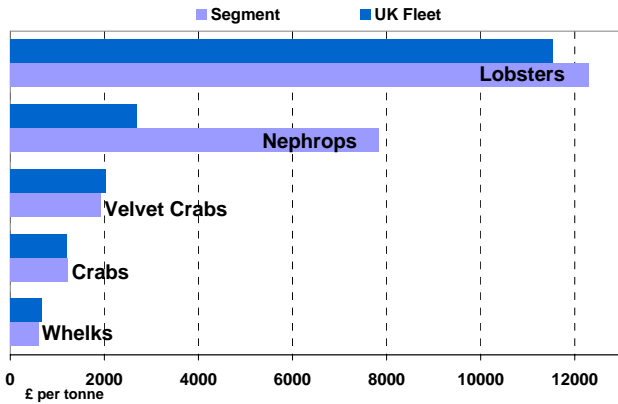 Segment UK Fleet
Lobsters
Nephrops
Velvet Crabs
Crabs
Whelks
0 2000 4000 6000 8000 10000 12000
£ per tonne